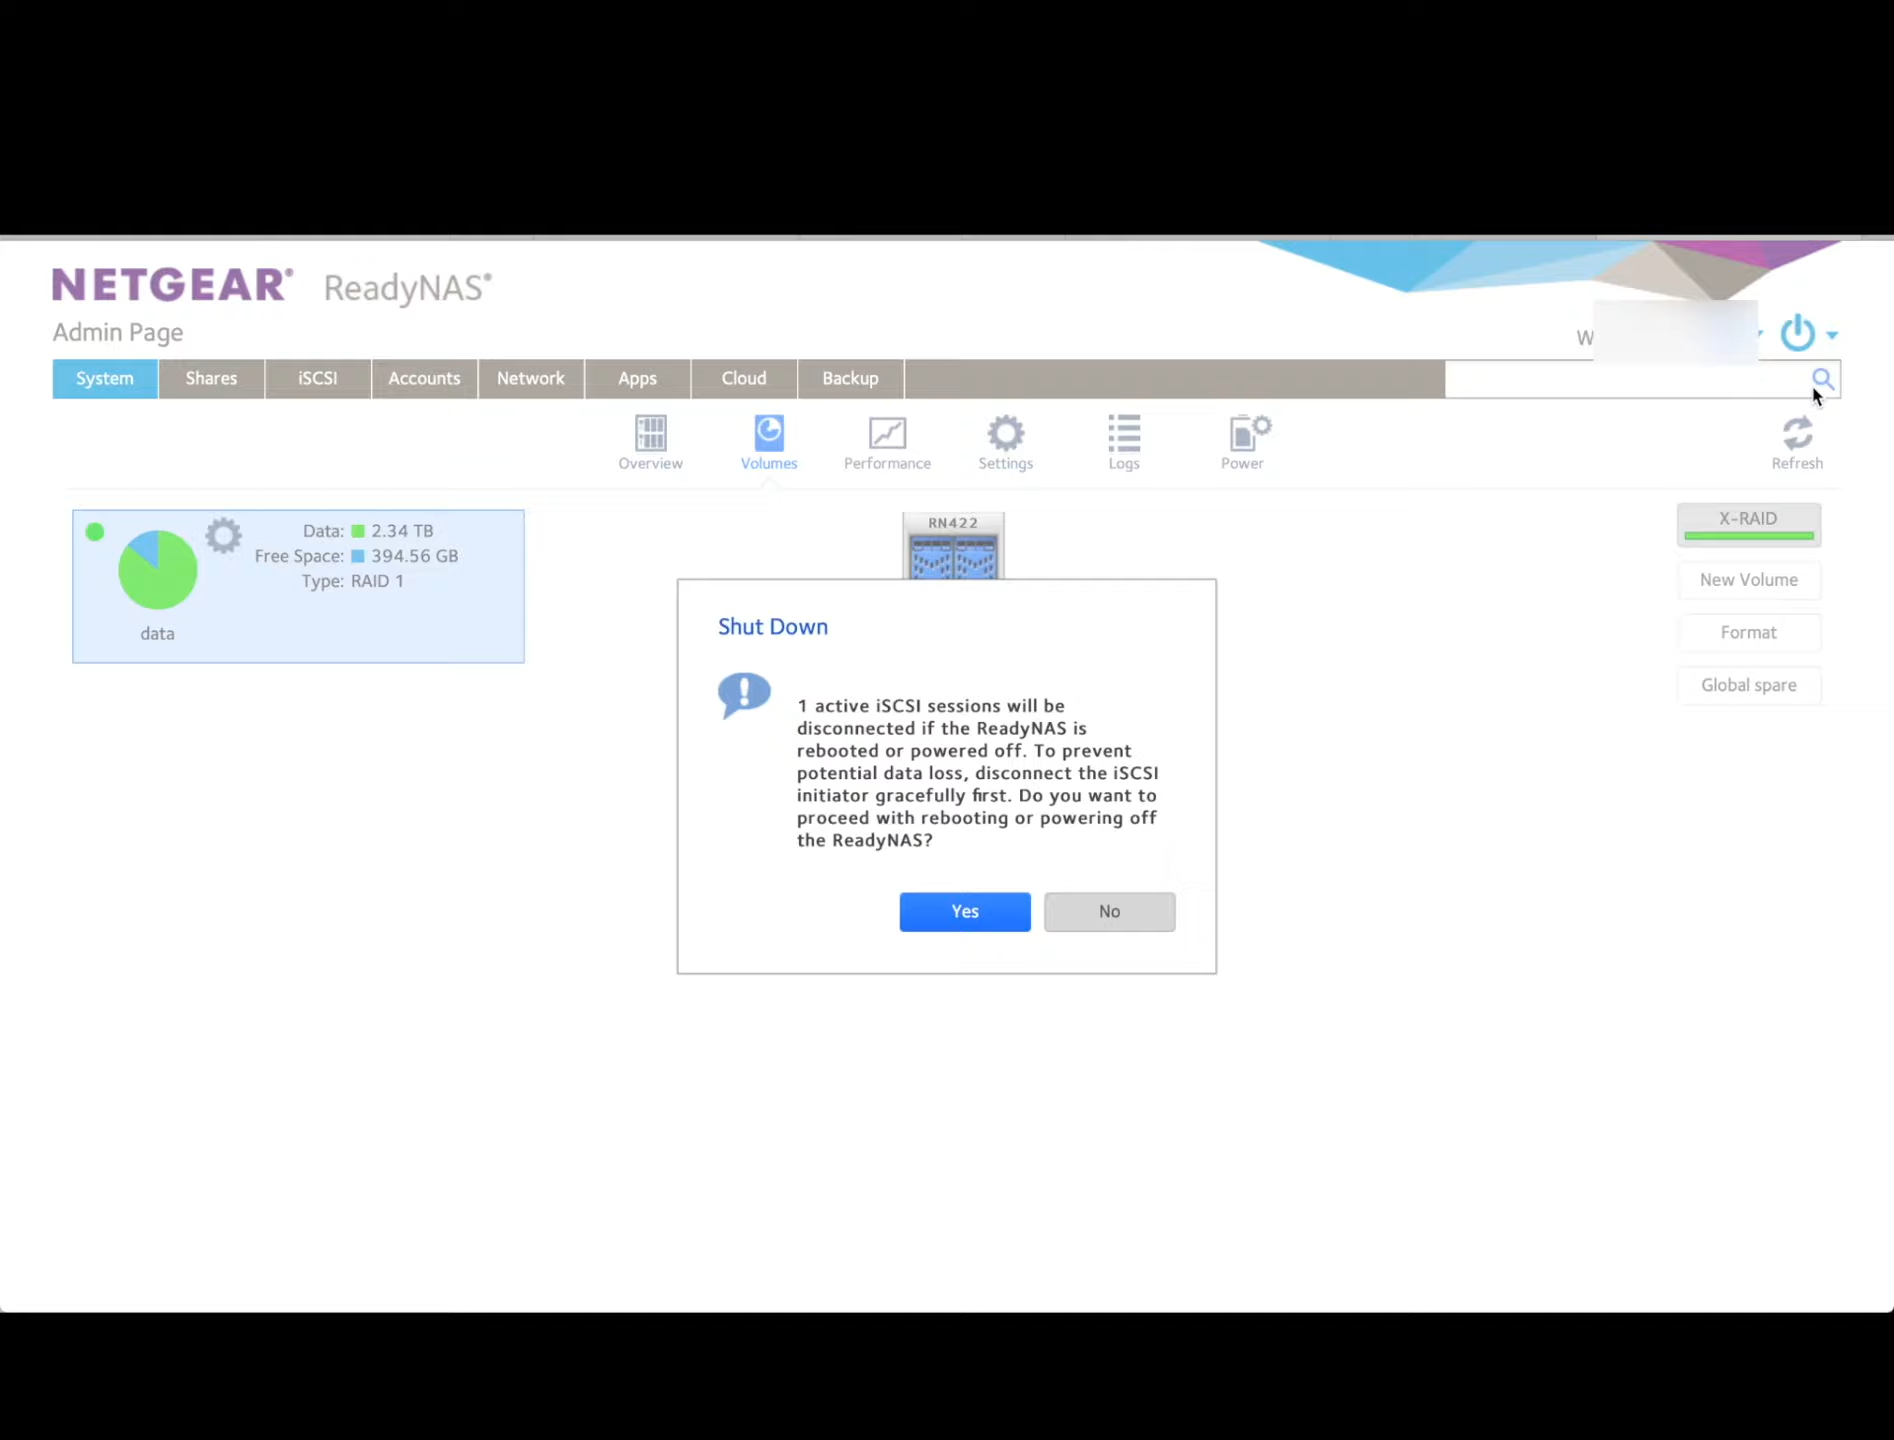 NETGEAR® ReadyNAS®
Admin Page
W
System Shares iSCSI Accounts Network Apps Cloud Backup
Overview Volumes Performance Settings Logs Power Refresh
Data: 2.34 TB
Free Space: 394.56 GB
Type: RAID 1
data
RN422
X-RAID
New Volume
Format
Global spare
Shut Down
1 active iSCSI sessions will be
disconnected if the ReadyNAS is
rebooted or powered off. To prevent
potential data loss, disconnect the iSCSI
initiator gracefully first. Do you want to
proceed with rebooting or powering off
the ReadyNAS?
Yes No